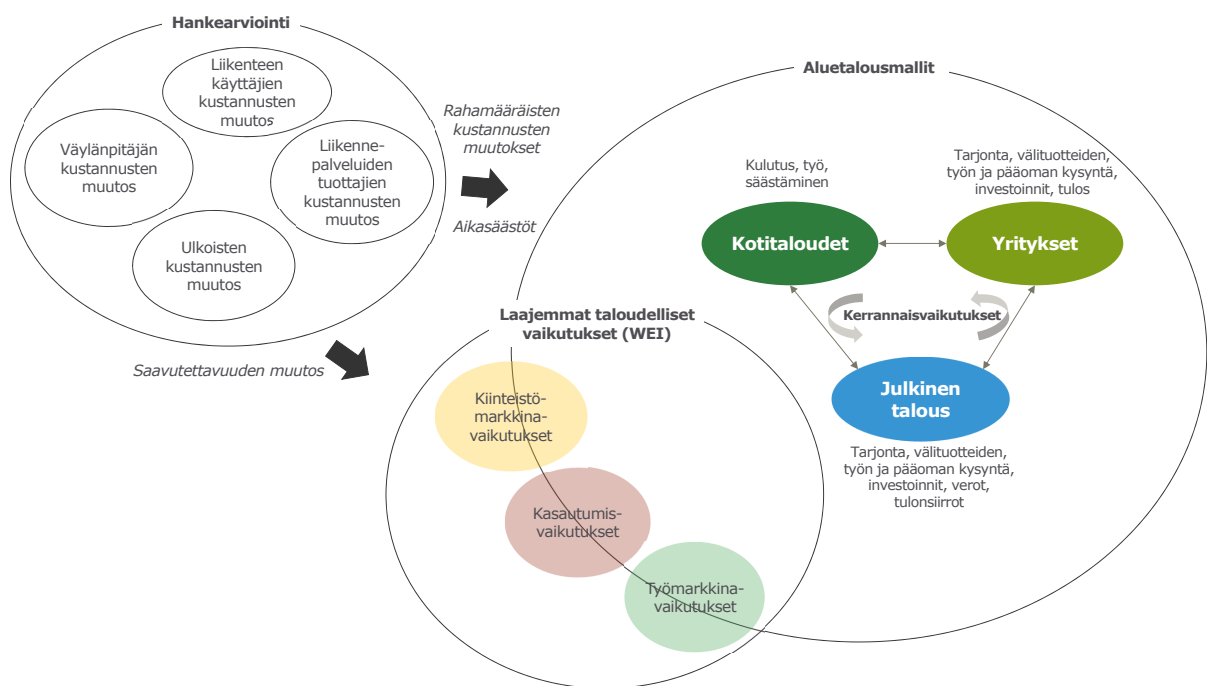 Hankearviointi
Liikenteen
käyttäjien
kustannusten
muutos
Väylänpitäjän
kustannusten
muutos
Liikenne-
palveluiden
tuottajien
kustannusten
muutos
Ulkoisten
kustannusten
muutos
Rahamääräisten
kustannusten
muutokset
Aikasäästöt
Saavutettavuuden muutos
Aluetalousmallit
Kulutus, työ,
säästäminen
Tarjonta, välituotteiden,
työn ja pääoman kysyntä,
investoinnit, tulos
Kotitaloudet
Yritykset
Kerrannaisvaikutukset
Julkinen
talous
Tarjonta, välituotteiden,
työn ja pääoman kysyntä,
investoinnit, verot,
tulonsiirrot
Laajemmat taloudelliset
vaikutukset (WEI)
Kiinteistö-
markkina-
vaikutukset
Kasautumis-
vaikutukset
Työmarkkina-
vaikutukset